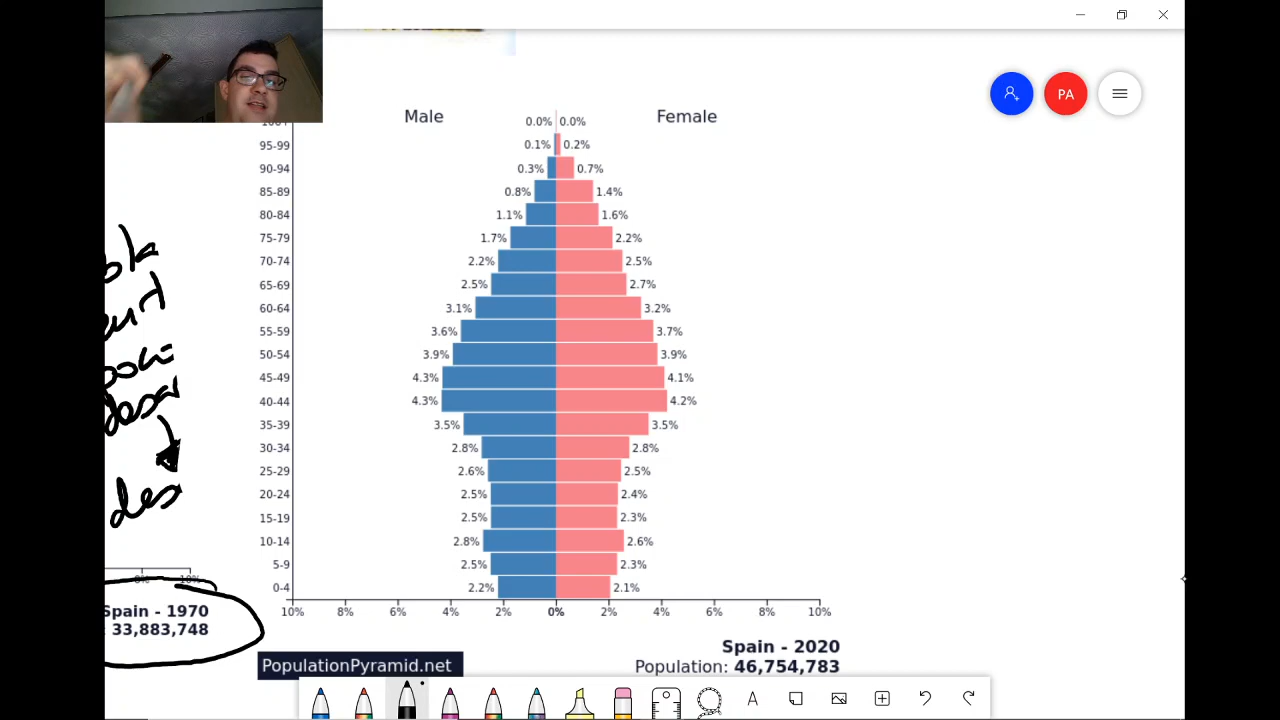 PA
Male
Female
100+ 0.0% 0.0%
95-99 0.1% 0.2%
90-94 0.3% 0.7%
85-89 0.8% 1.4%
80-84 1.1% 1.6%
75-79 1.7% 2.2%
70-74 2.2% 2.5%
65-69 2.5% 2.7%
60-64 3.1% 3.2%
55-59 3.6% 3.7%
50-54 3.9% 3.9%
45-49 4.3% 4.1%
40-44 4.3% 4.2%
35-39 3.5% 3.5%
30-34 2.8% 2.8%
25-29 2.6% 2.5%
20-24 2.5% 2.4%
15-19 2.5% 2.3%
10-14 2.8% 2.6%
5-9 2.5% 2.3%
0-4 2.2% 2.1%
10% 8% 6% 4% 2% 0% 2% 4% 6% 8% 10%
des
8% 10%
Spain - 1970
: 33,883,748
Spain - 2020
Population: 46,754,783
PopulationPyramid.net
A